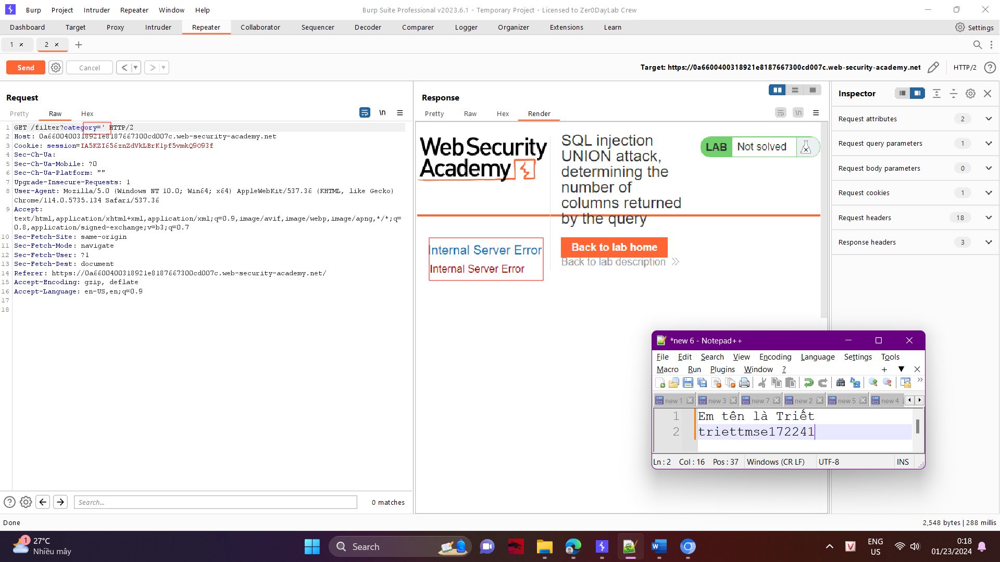 Burp Project Intruder Repeater Window Help
Burp Suite Professional v2023.6.1 - Temporary Project - Licensed to Zer0DayLab Crew
Dashboard Target Proxy Intruder Repeater Collaborator Sequencer Decoder Comparer Logger Organizer Extensions Learn
Settings
1 × 2 × +
Send Cancel < >
Target: https://0a6600400318921e8187667300cd007c.web-security-academy.net HTTP/2 ?
Request
Pretty Raw Hex \n
1 GET /filter?category=' HTTP/2
2 Host: 0a6600400318921e8187667300cd007c.web-security-academy.net
3 Cookie: session=IA5KZI656znZdVkLBrK1pf5vmkQ9O93f
4 Sec-Ch-Ua:
5 Sec-Ch-Ua-Mobile: ?0
6 Sec-Ch-Ua-Platform: ""
7 Upgrade-Insecure-Requests: 1
8 User-Agent: Mozilla/5.0 (Windows NT 10.0; Win64; x64) AppleWebKit/537.36 (KHTML, like Gecko)
Chrome/114.0.5735.134 Safari/537.36
9 Accept:
text/html,application/xhtml+xml,application/xml;q=0.9,image/avif,image/webp,image/apng,*/*;q=
0.8,application/signed-exchange;v=b3;q=0.7
10 Sec-Fetch-Site: same-origin
11 Sec-Fetch-Mode: navigate
12 Sec-Fetch-User: ?1
13 Sec-Fetch-Dest: document
14 Referer: https://0a6600400318921e8187667300cd007c.web-security-academy.net/
15 Accept-Encoding: gzip, deflate
16 Accept-Language: en-US,en;q=0.9
17
18
? Search... 0 matches
Response
Pretty Raw Hex Render \n
Web Security
Academy
SQL injection
UNION attack,
determining the
number of
columns returned
by the query
LAB Not solved
Back to lab home
Back to lab description
Internal Server Error
Internal Server Error
Inspector
Request attributes 2
Request query parameters 1
Request body parameters 0
Request cookies 1
Request headers 18
Response headers 3
*new 6 - Notepad++
File Edit Search View Encoding Language Settings Tools
Macro Run Plugins Window ? + ▼ X
new 1 new 3 new 7 new 2 new 5 new 4
1 Em tên là Triết
2 triettmse172241
Ln : 2 Col : 16 Pos : 37 Windows (CR LF) UTF-8 INS
Done
2,548 bytes | 288 millis
1 27°C
Nhiều mây
Search
ENG
US
0:18
01/23/2024